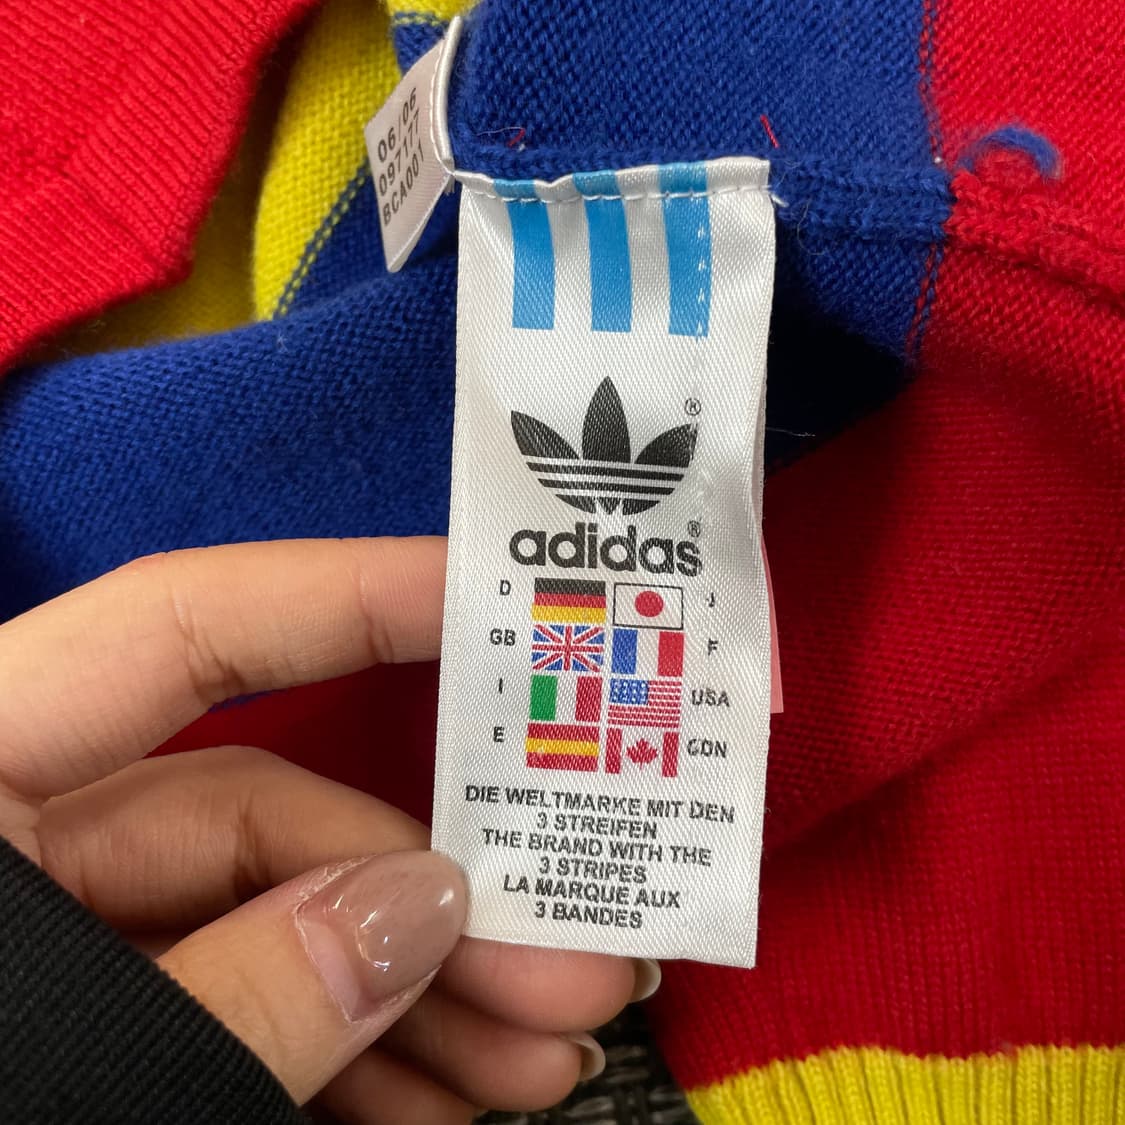 06/06
097177
BCA001
®
adidas®
D J
GB F
I USA
E CDN
DIE WELTMARKE MIT DEN
3 STREIFEN
THE BRAND WITH THE
3 STRIPES
LA MARQUE AUX
3 BANDES